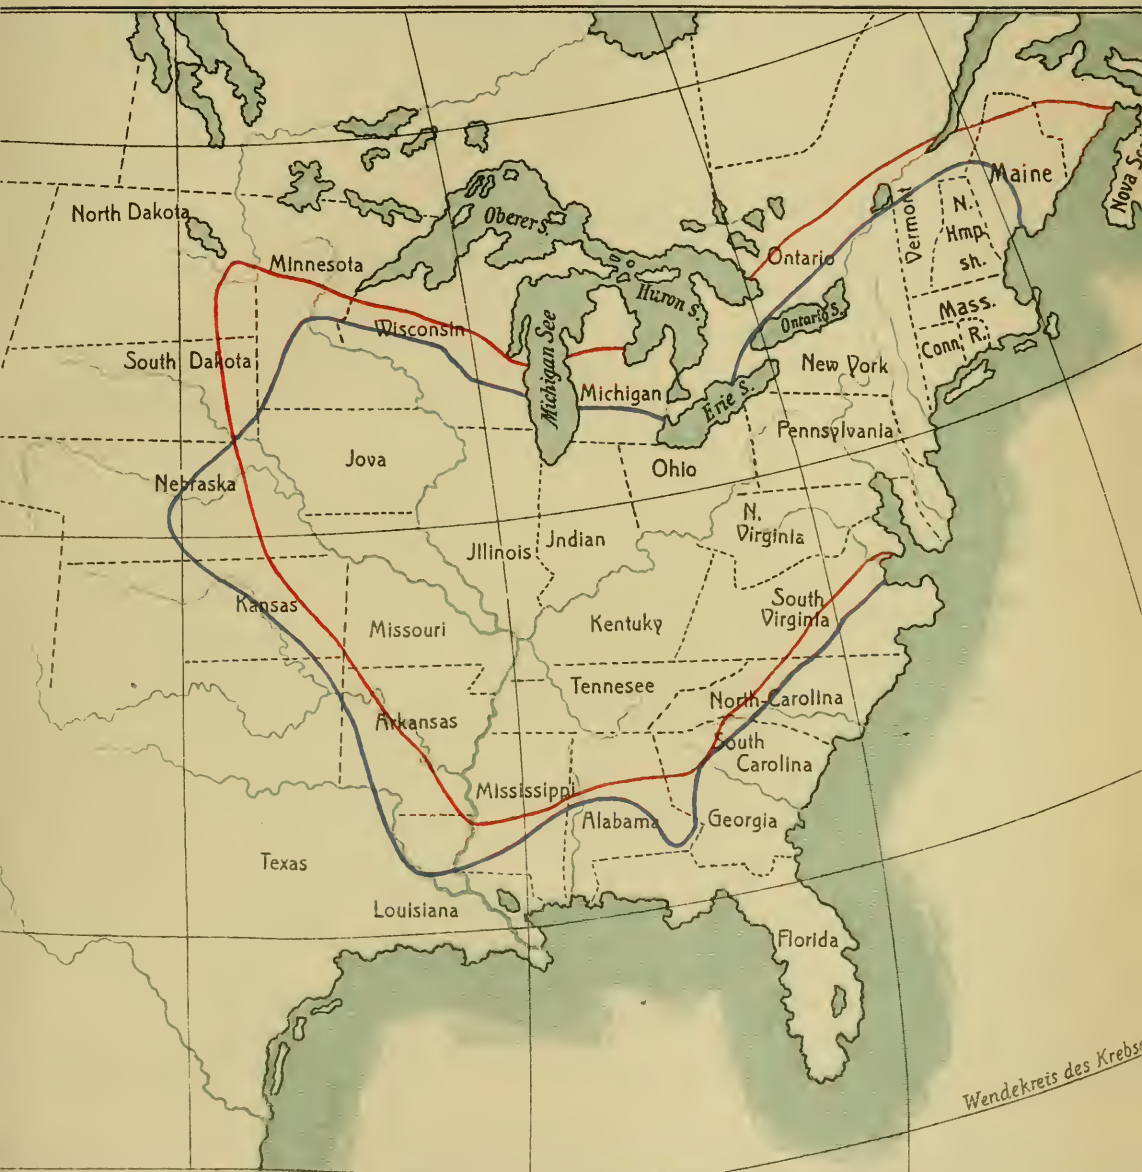 North Dakota
Minnesota
Oberer S.
Maine
Nova Sc
Vermont
N.
Hmp.
sh.
Ontario
Huron S.
Mass.
Wisconsin
Ontario S.
Conn.
R.
South Dakota
Michigan See
Michigan
Erie S.
New York
Pennsylvania
Jova
Ohio
Nebraska
N.
Virginia
Jllinois
Jndian
Kansas
Missouri
Kentuky
South
Virginia
Tennesee
North-Carolina
Arkansas
South
Carolina
Mississippi
Alabama
Georgia
Texas
Louisiana
Florida
Wendekreis des Krebse